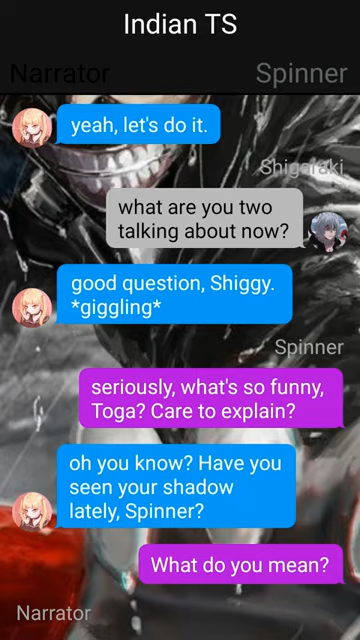 Indian TS
Narrator
Spinner
yeah, let's do it.
Shigaraki
what are you two
talking about now?
good question, Shiggy.
*giggling*
Spinner
seriously, what's so funny,
Toga? Care to explain?
oh you know? Have you
seen your shadow
lately, Spinner?
What do you mean?
Narrator